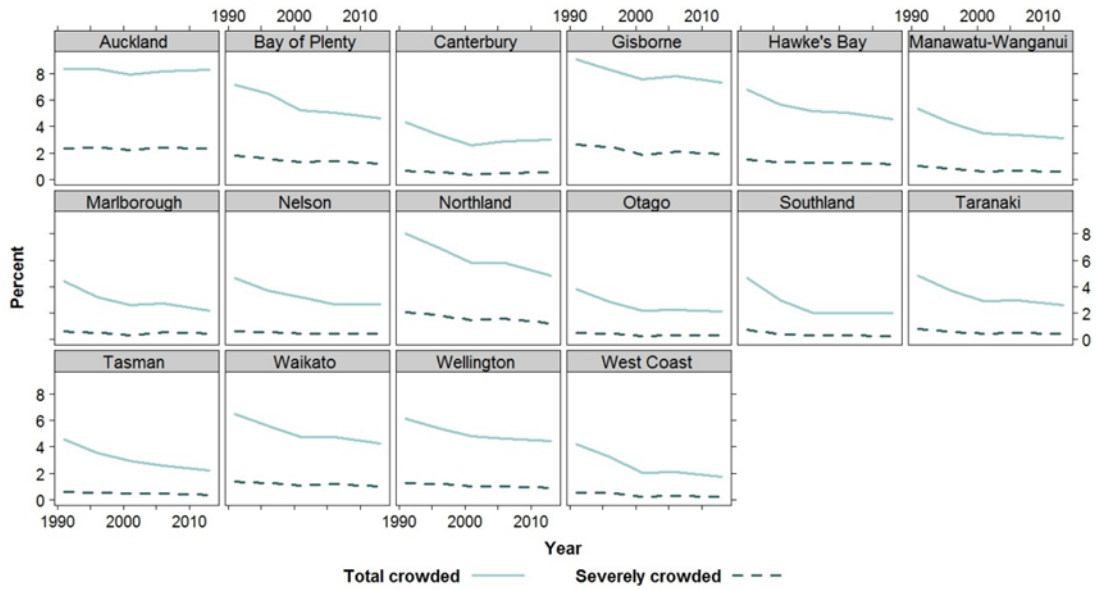 1990 2000 2010 1990 2000 2010 1990 2000 2010
Auckland Bay of Plenty Canterbury Gisborne Hawke's Bay Manawatu-Wanganui
8
6
4
2
0
Marlborough Nelson Northland Otago Southland Taranaki
8
6
4
2
0
Percent
Tasman Waikato Wellington West Coast
8
6
4
2
0
1990 2000 2010 1990 2000 2010
Year
Total crowded Severely crowded